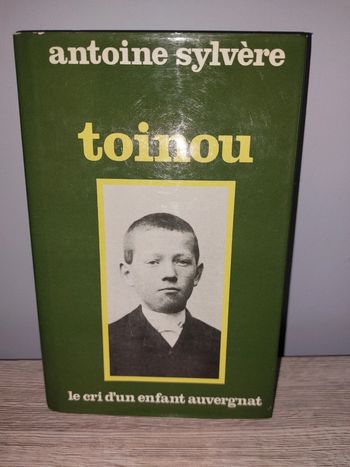 antoine sylvère
toinou
le cri d'un enfant auvergnat